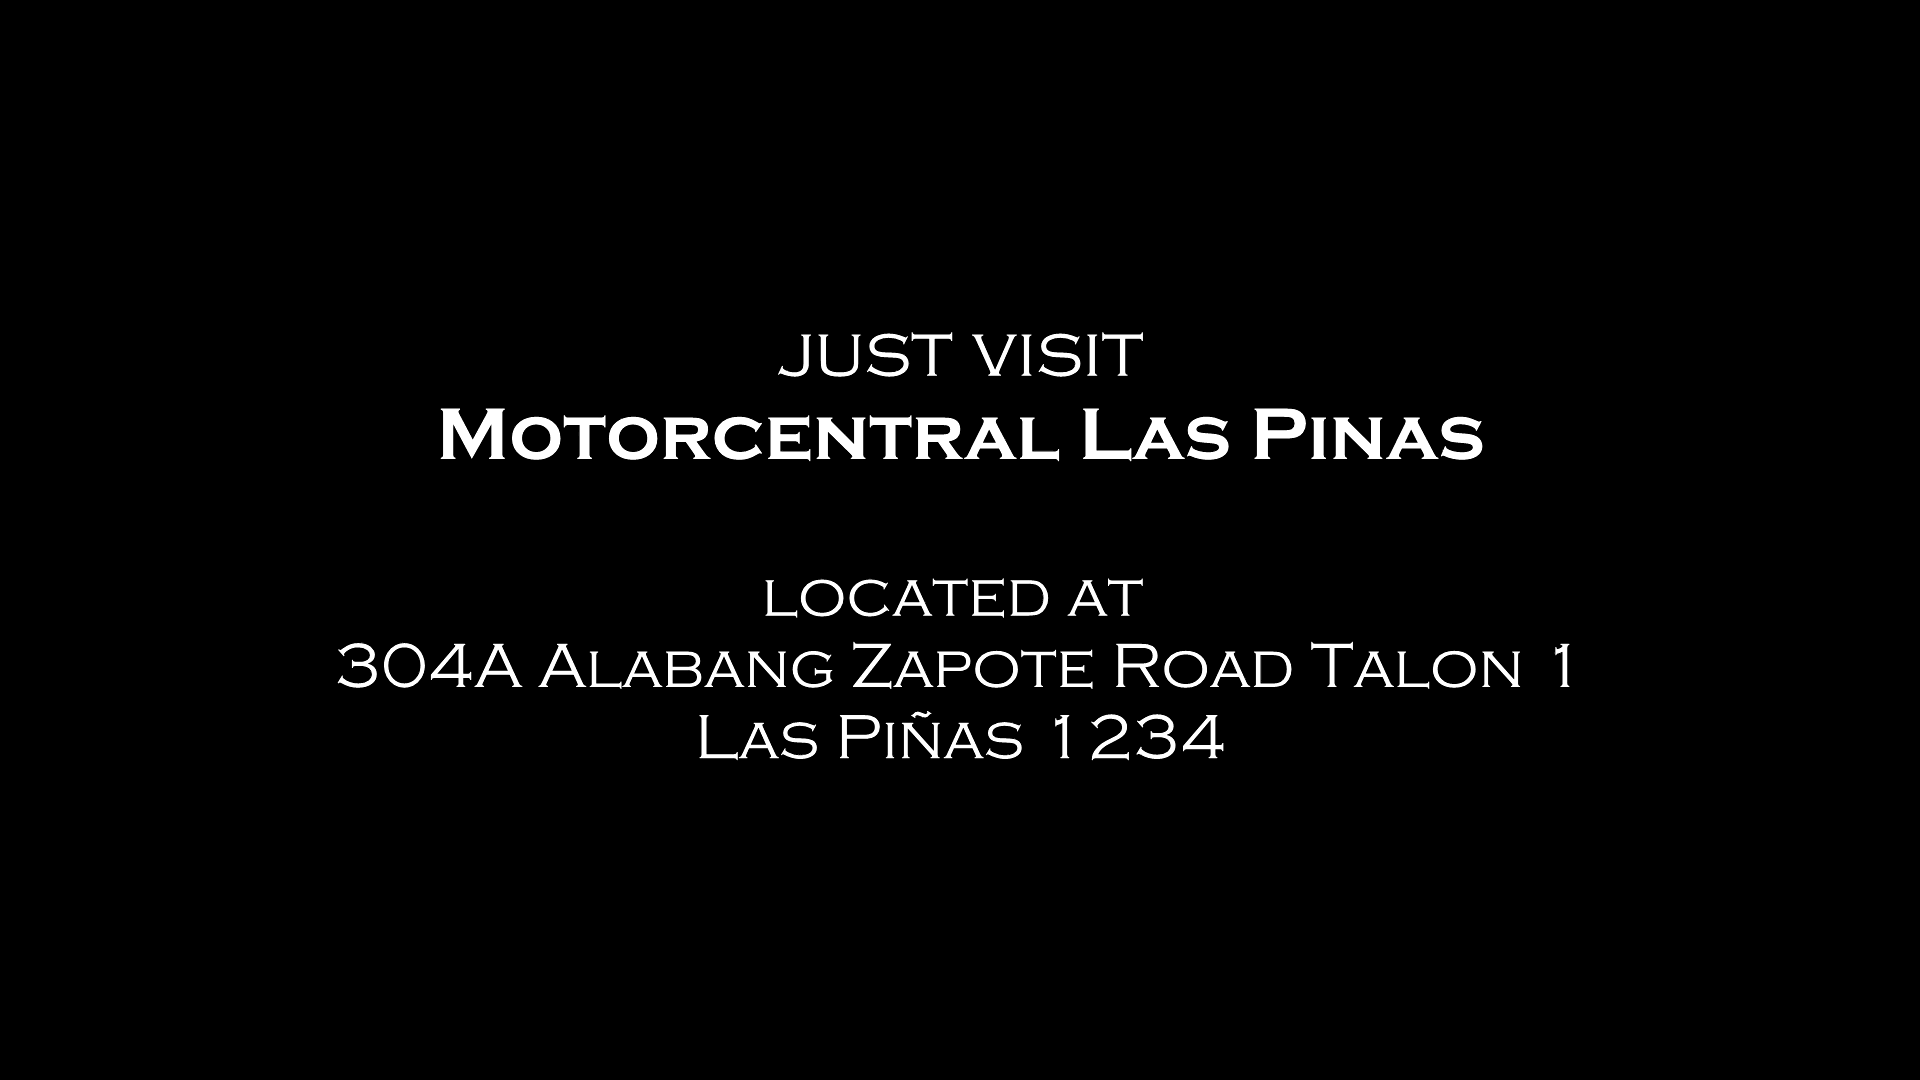 JUST VISIT
MOTORCENTRAL LAS PINAS
LOCATED AT
304A ALABANG ZAPOTE ROAD TALON 1
LAS PIÑAS 1234